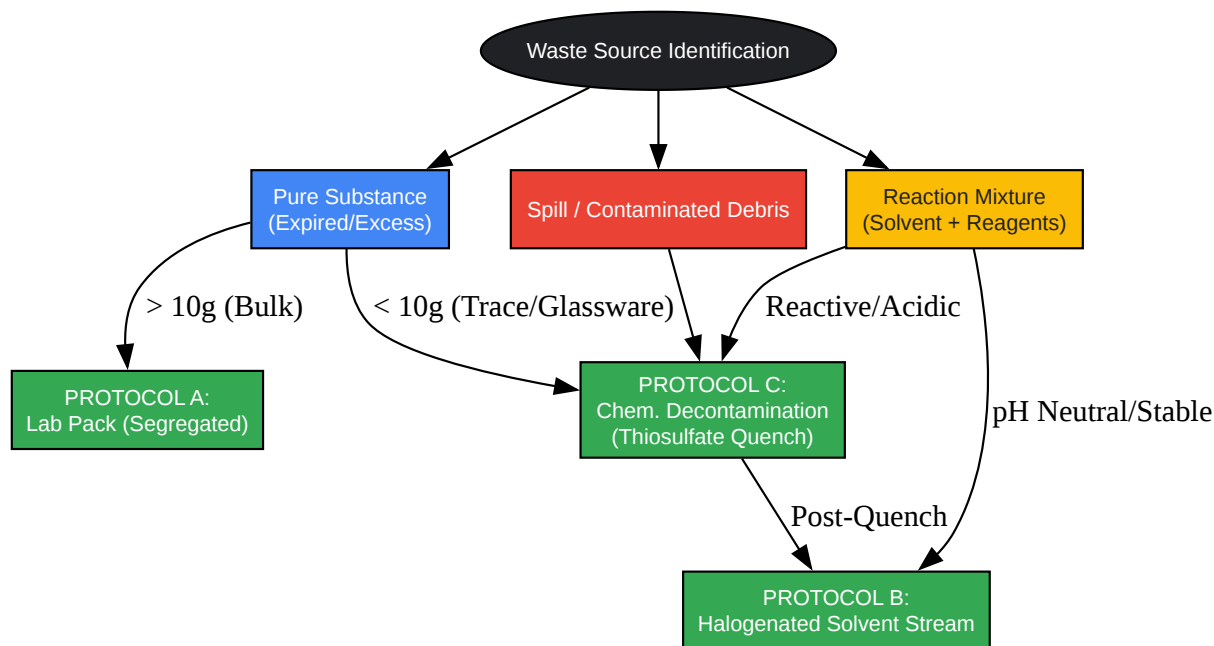 Waste Source Identification
Pure Substance
(Expired/Excess)
Spill / Contaminated Debris
Reaction Mixture
(Solvent + Reagents)
> 10g (Bulk)
< 10g (Trace/Glassware)
Reactive/Acidic
PROTOCOL A:
Lab Pack (Segregated)
PROTOCOL C:
Chem. Decontamination
(Thiosulfate Quench)
pH Neutral/Stable
Post-Quench
PROTOCOL B:
Halogenated Solvent Stream